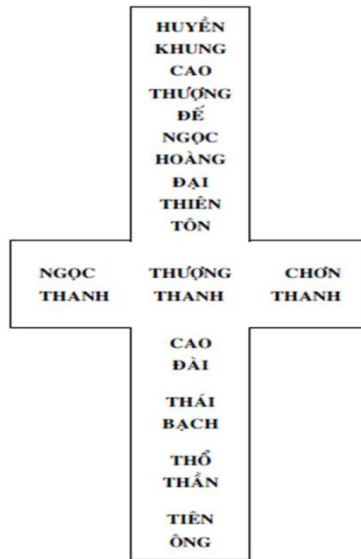 HUYỀN
KHUNG
CAO
THƯỢNG
ĐẾ
NGỌC
HOÀNG
ĐẠI
THIÊN
TÔN
NGỌC THƯỢNG CHƠN
THANH THANH THANH
CAO
ĐÀI
THÁI
BẠCH
THỔ
THẦN
TIÊN
ÔNG